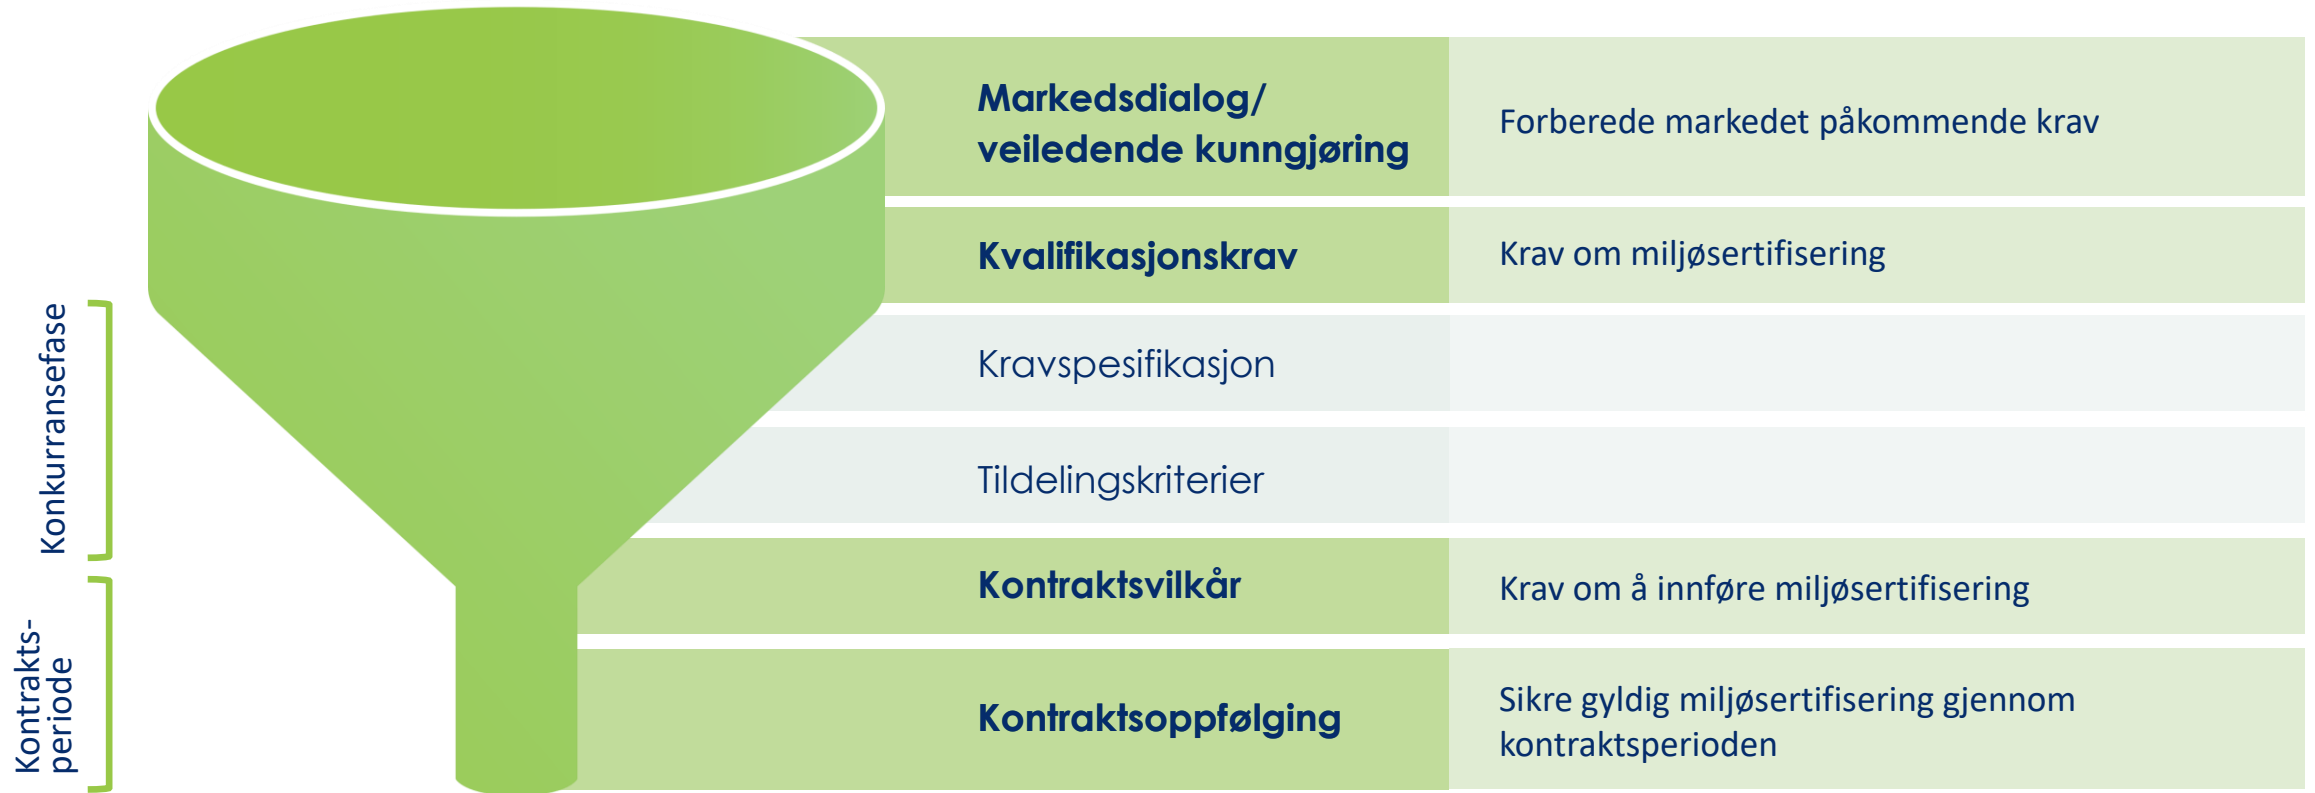 Markedsdialog/
veiledende kunngjøring
Forberede markedet påkommende krav
Kvalifikasjonskrav
Krav om miljøsertifisering
Konkurransefase
Kravspesifikasjon
Tildelingskriterier
Kontraktsvilkår
Krav om å innføre miljøsertifisering
Kontrakts-
periode
Kontraktsoppfølging
Sikre gyldig miljøsertifisering gjennom
kontraktsperioden